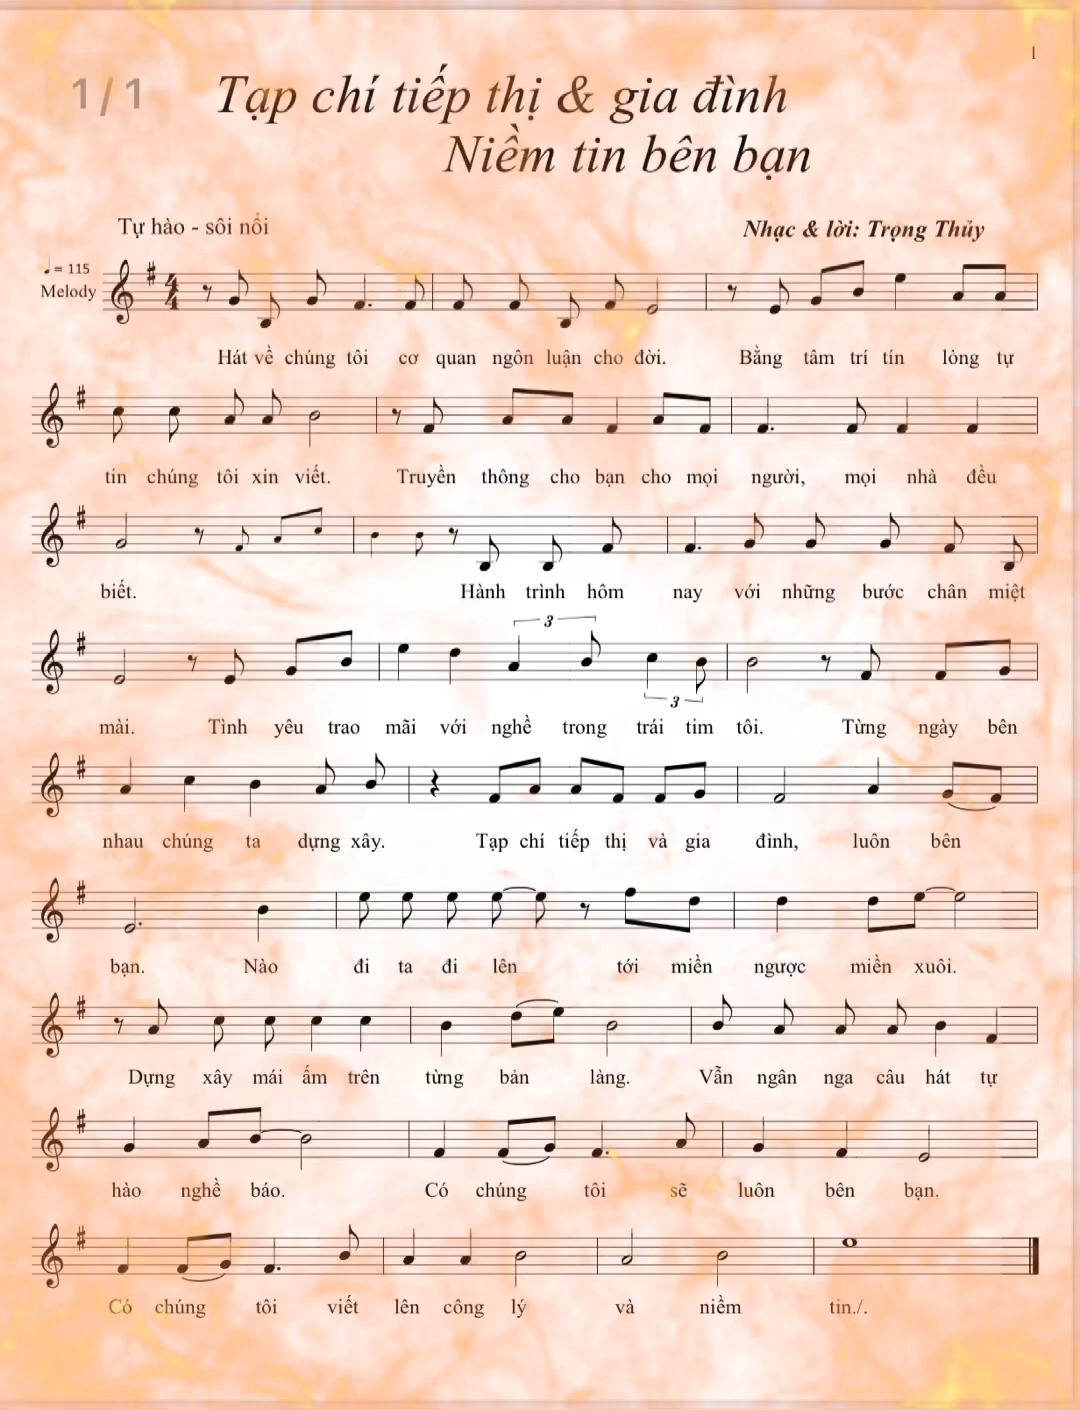 1
1 / 1
Tạp chí tiếp thị & gia đình
Niềm tin bên bạn
Tự hào - sôi nổi
Nhạc & lời: Trọng Thủy
♩ = 115
Melody
4
4
Hát về chúng tôi cơ quan ngôn luận cho đời. Bằng tâm trí tín lòng tự
tin chúng tôi xin viết. Truyền thông cho bạn cho mọi người, mọi nhà đều
biết. Hành trình hôm nay với những bước chân miệt
3
3
mài. Tình yêu trao mãi với nghề trong trái tim tôi. Từng ngày bên
nhau chúng ta dựng xây. Tạp chí tiếp thị và gia đình, luôn bên
bạn. Nào đi ta đi lên tới miền ngược miền xuôi.
Dựng xây mái ấm trên từng bản làng. Vẫn ngân nga câu hát tự
hào nghề báo. Có chúng tôi sẽ luôn bên bạn.
Có chúng tôi viết lên công lý và niềm tin./.